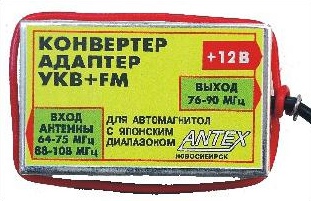 КОНВЕРТЕР
АДАПТЕР
УКВ+FM
+12В
ВЫХОД
76-90 МГц
ВХОД
АНТЕННЫ
64-75 МГц
88-108 МГц
ДЛЯ АВТОМАГНИТОЛ
С ЯПОНСКИМ
ДИАПАЗОНОМ
ANTEX
НОВОСИБИРСК